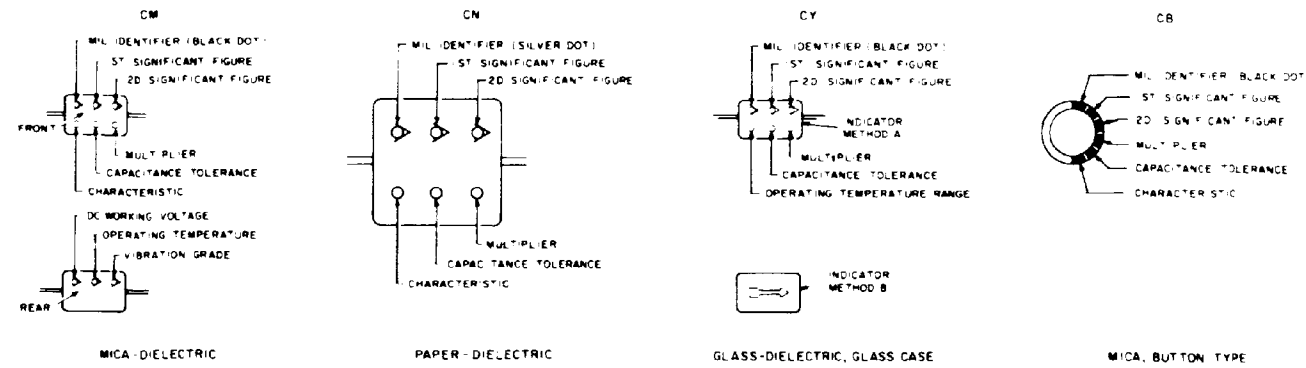 CM
MIL IDENTIFIER (BLACK DOT)
1ST SIGNIFICANT FIGURE
2D SIGNIFICANT FIGURE
FRONT
MULTIPLIER
CAPACITANCE TOLERANCE
CHARACTERISTIC
DC WORKING VOLTAGE
OPERATING TEMPERATURE
VIBRATION GRADE
REAR
MICA-DIELECTRIC
CN
MIL IDENTIFIER (SILVER DOT)
1ST SIGNIFICANT FIGURE
2D SIGNIFICANT FIGURE
MULTIPLIER
CAPACITANCE TOLERANCE
CHARACTERISTIC
PAPER-DIELECTRIC
CY
MIL IDENTIFIER (BLACK DOT)
1ST SIGNIFICANT FIGURE
2D SIGNIFICANT FIGURE
INDICATOR
METHOD A
MULTIPLIER
CAPACITANCE TOLERANCE
OPERATING TEMPERATURE RANGE
INDICATOR
METHOD B
GLASS-DIELECTRIC, GLASS CASE
CB
MIL IDENTIFIER (BLACK DOT)
1ST SIGNIFICANT FIGURE
2D SIGNIFICANT FIGURE
MULTIPLIER
CAPACITANCE TOLERANCE
CHARACTERISTIC
MICA, BUTTON TYPE